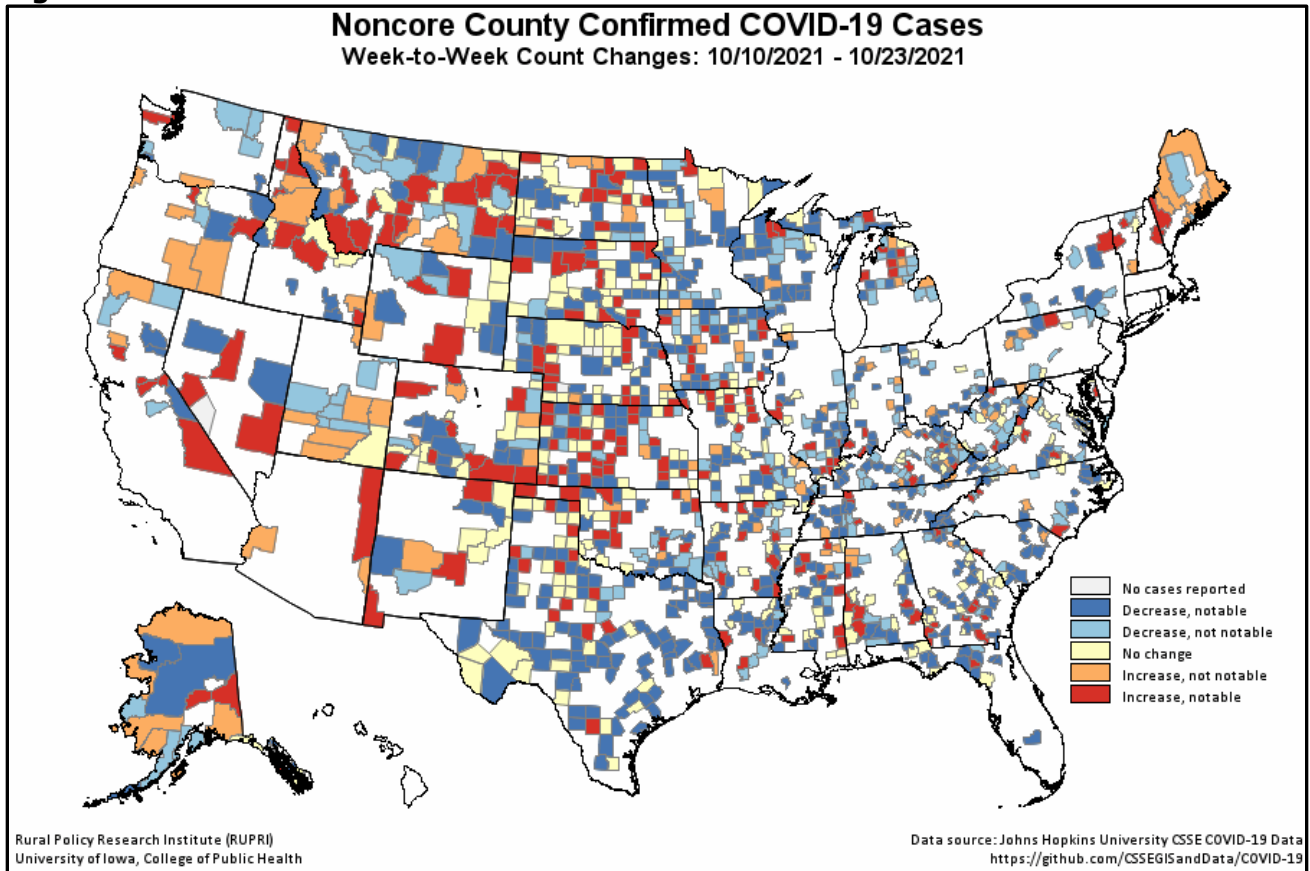 Noncore County Confirmed COVID-19 Cases
Week-to-Week Count Changes: 10/10/2021 - 10/23/2021
No cases reported
Decrease, notable
Decrease, not notable
No change
Increase, not notable
Increase, notable
Rural Policy Research Institute (RUPRI)
University of Iowa, College of Public Health
Data source: Johns Hopkins University CSSE COVID-19 Data
https://github.com/CSSEGISandData/COVID-19